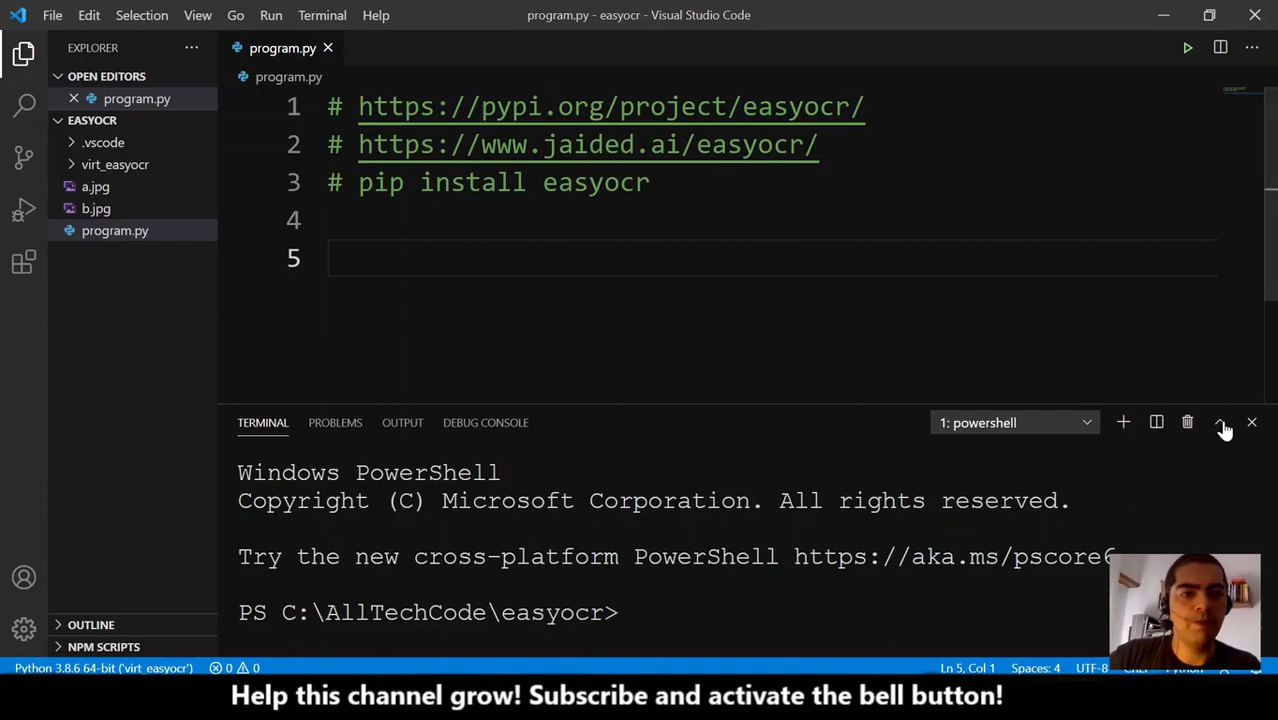 File Edit Selection View Go Run Terminal Help
program.py - easyocr - Visual Studio Code
EXPLORER
program.py
OPEN EDITORS
program.py
program.py
EASYOCR
.vscode
virt_easyocr
a.jpg
b.jpg
program.py
1 # https://pypi.org/project/easyocr/
2 # https://www.jaided.ai/easyocr/
3 # pip install easyocr
4
5
TERMINAL PROBLEMS OUTPUT DEBUG CONSOLE
1: powershell
Windows PowerShell
Copyright (C) Microsoft Corporation. All rights reserved.
Try the new cross-platform PowerShell https://aka.ms/pscore6
PS C:\AllTechCode\easyocr>
OUTLINE
NPM SCRIPTS
Python 3.8.6 64-bit ('virt_easyocr') 0 0
Ln 5, Col 1 Spaces: 4 UTF-8 CRLF Python
Help this channel grow! Subscribe and activate the bell button!